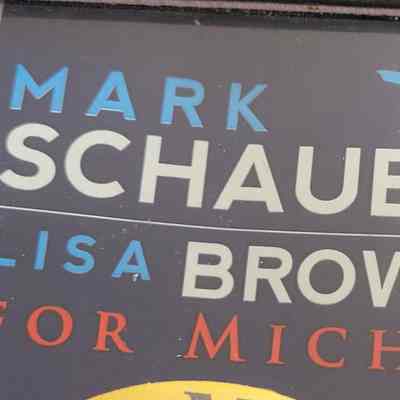 MARK
SCHAUE
LISA BROW
FOR MICH